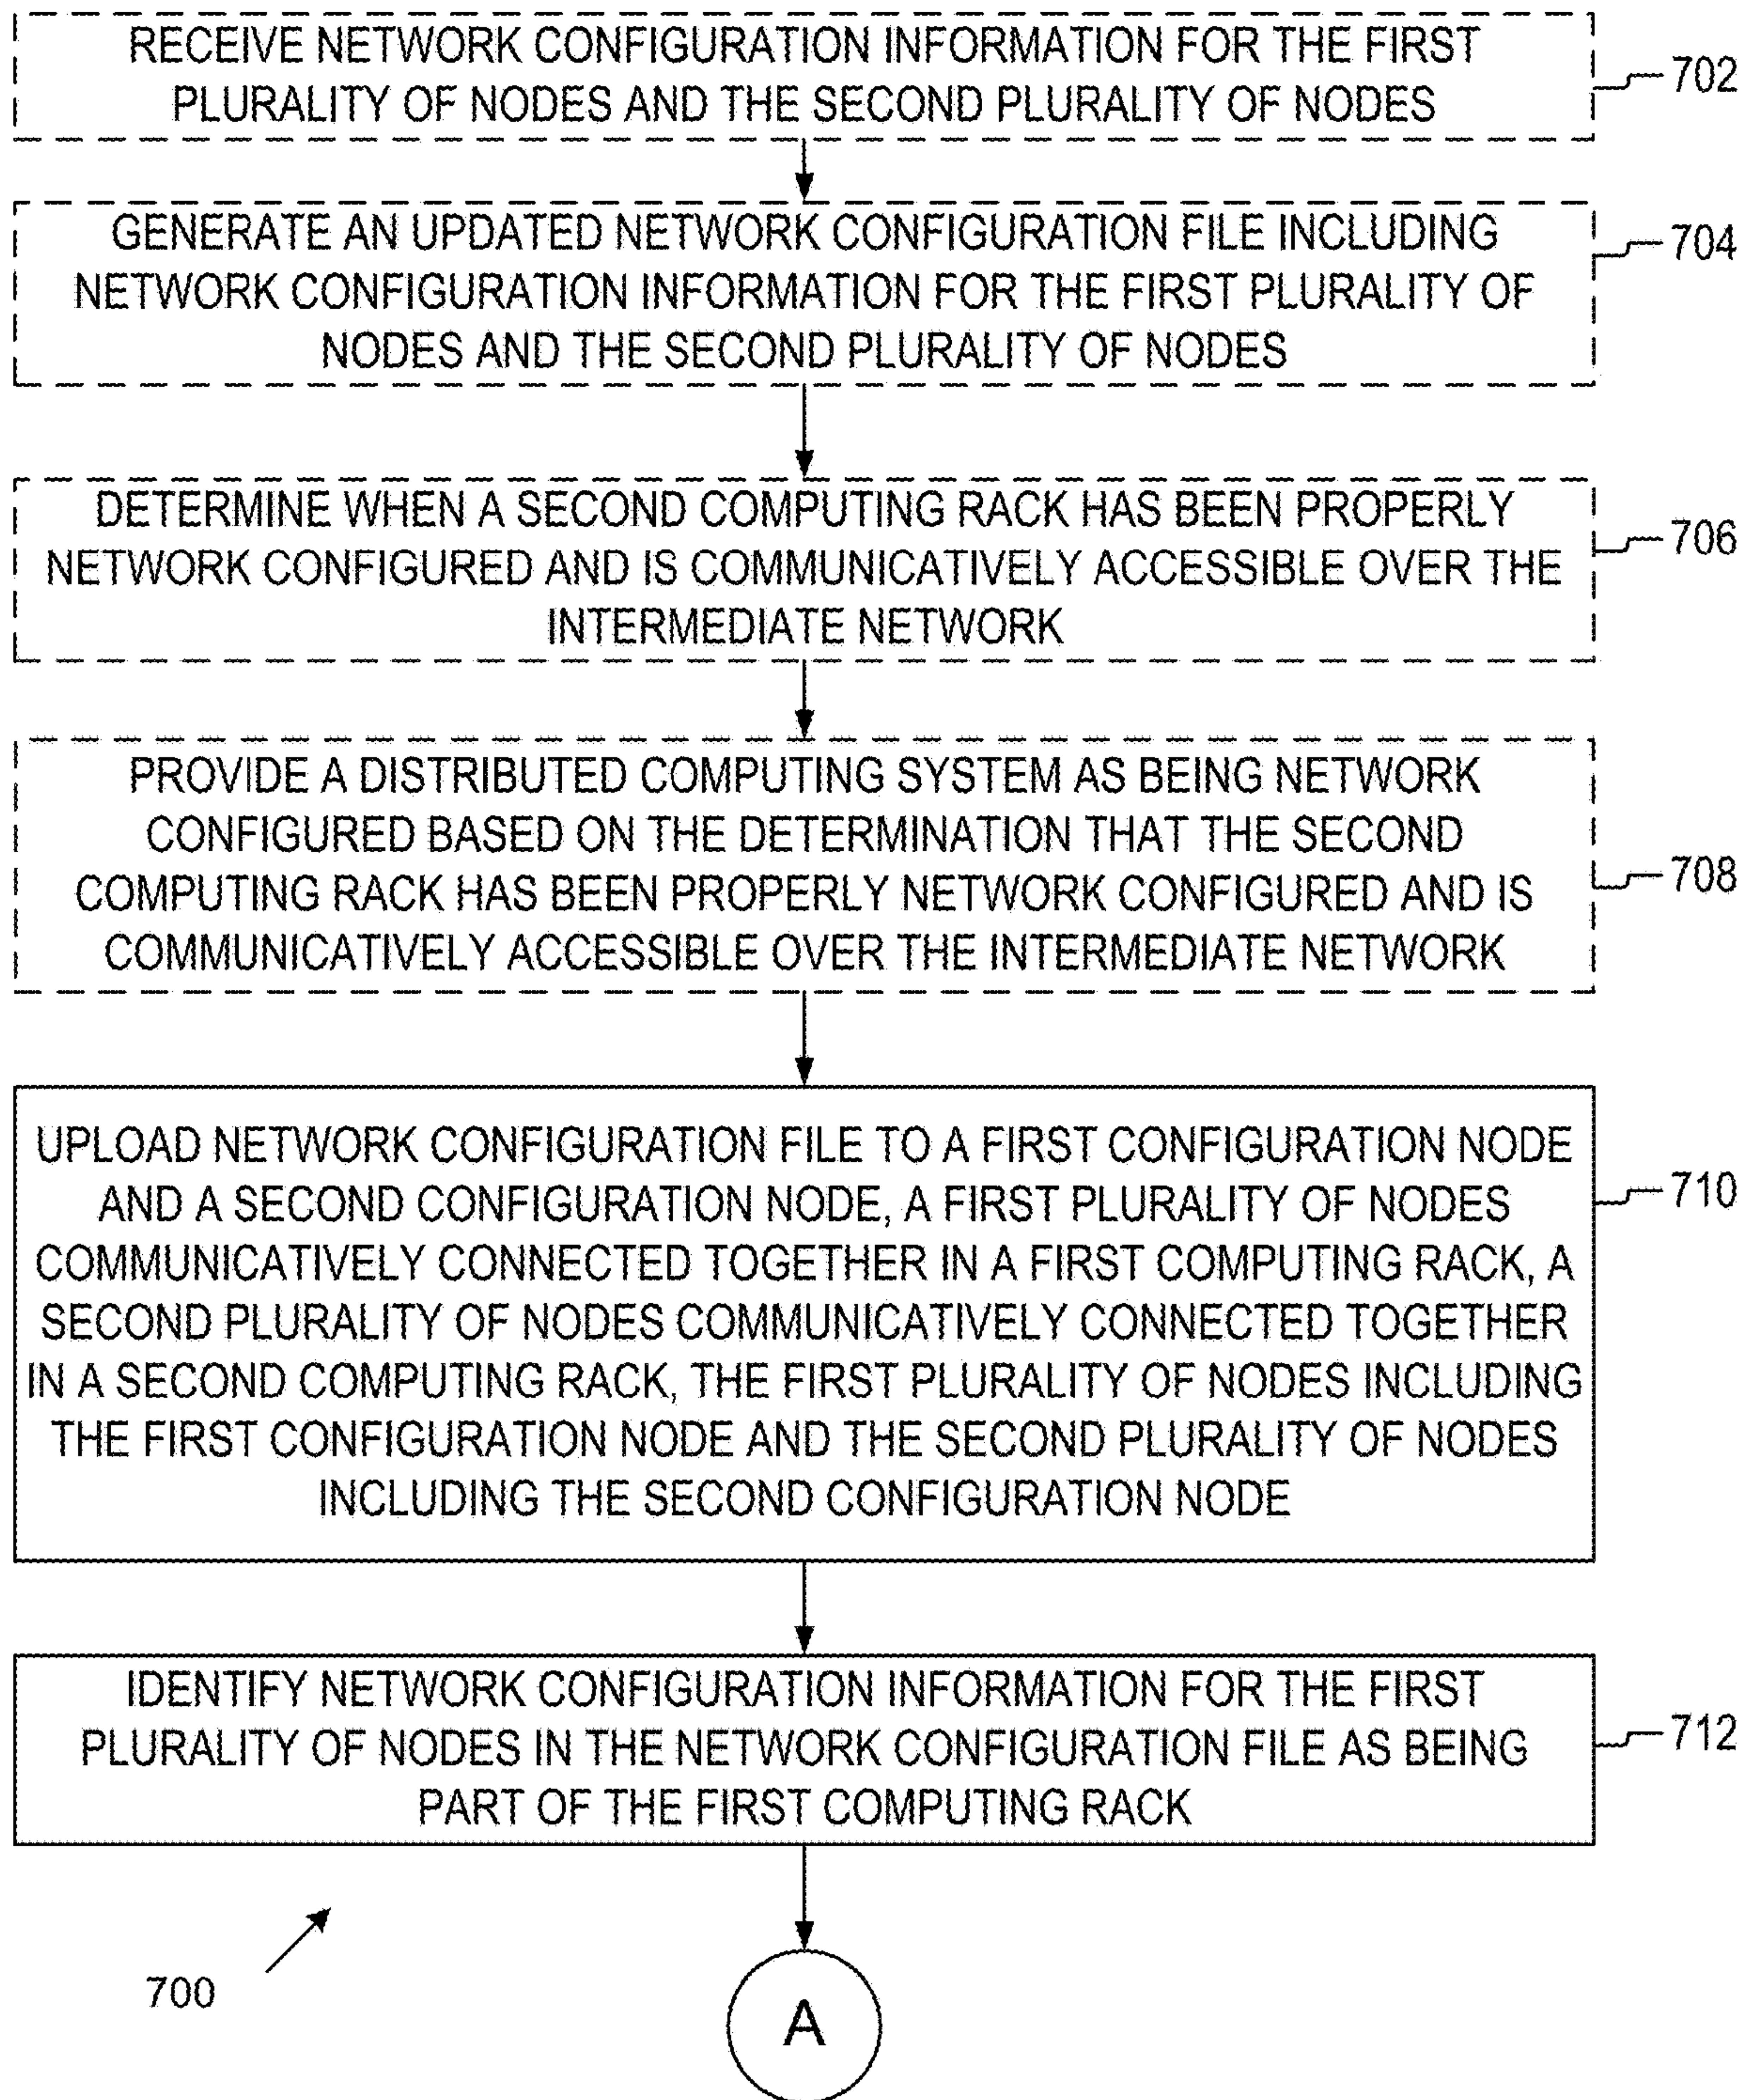 RECEIVE NETWORK CONFIGURATION INFORMATION FOR THE FIRST
PLURALITY OF NODES AND THE SECOND PLURALITY OF NODES
702
GENERATE AN UPDATED NETWORK CONFIGURATION FILE INCLUDING
NETWORK CONFIGURATION INFORMATION FOR THE FIRST PLURALITY OF
NODES AND THE SECOND PLURALITY OF NODES
704
DETERMINE WHEN A SECOND COMPUTING RACK HAS BEEN PROPERLY
NETWORK CONFIGURED AND IS COMMUNICATIVELY ACCESSIBLE OVER THE
INTERMEDIATE NETWORK
706
PROVIDE A DISTRIBUTED COMPUTING SYSTEM AS BEING NETWORK
CONFIGURED BASED ON THE DETERMINATION THAT THE SECOND
COMPUTING RACK HAS BEEN PROPERLY NETWORK CONFIGURED AND IS
COMMUNICATIVELY ACCESSIBLE OVER THE INTERMEDIATE NETWORK
708
UPLOAD NETWORK CONFIGURATION FILE TO A FIRST CONFIGURATION NODE
AND A SECOND CONFIGURATION NODE, A FIRST PLURALITY OF NODES
COMMUNICATIVELY CONNECTED TOGETHER IN A FIRST COMPUTING RACK, A
SECOND PLURALITY OF NODES COMMUNICATIVELY CONNECTED TOGETHER
IN A SECOND COMPUTING RACK, THE FIRST PLURALITY OF NODES INCLUDING
THE FIRST CONFIGURATION NODE AND THE SECOND PLURALITY OF NODES
INCLUDING THE SECOND CONFIGURATION NODE
710
IDENTIFY NETWORK CONFIGURATION INFORMATION FOR THE FIRST
PLURALITY OF NODES IN THE NETWORK CONFIGURATION FILE AS BEING
PART OF THE FIRST COMPUTING RACK
712
700
A